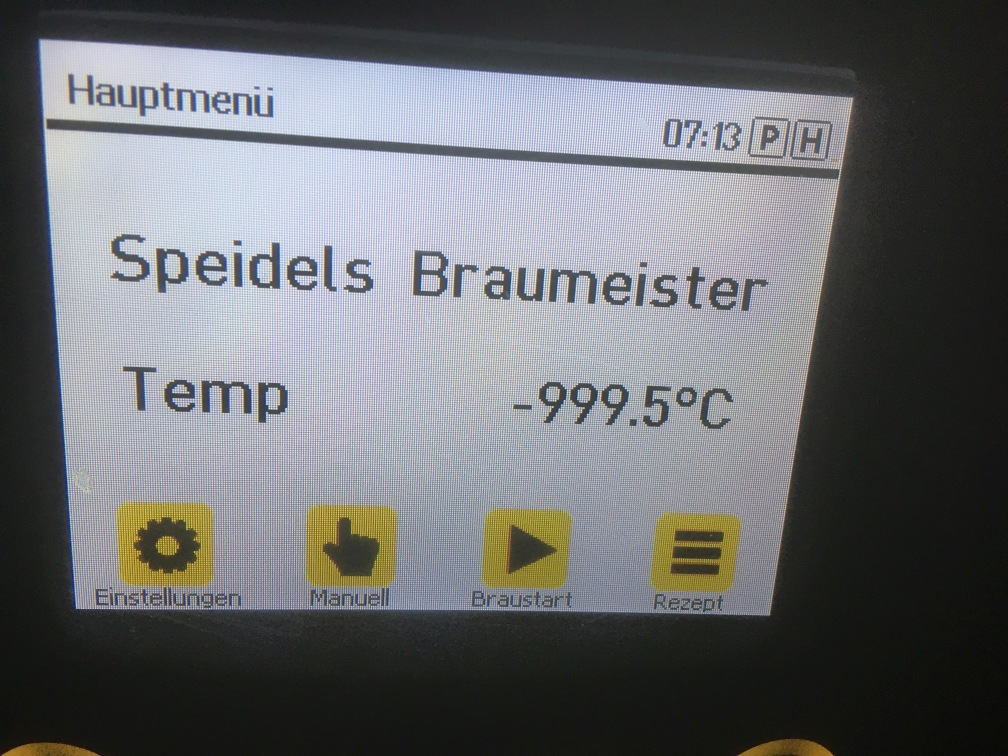 Hauptmenü
07:13 P H
Speidels Braumeister
Temp -999.5°C
Einstellungen Manuell Braustart Rezept